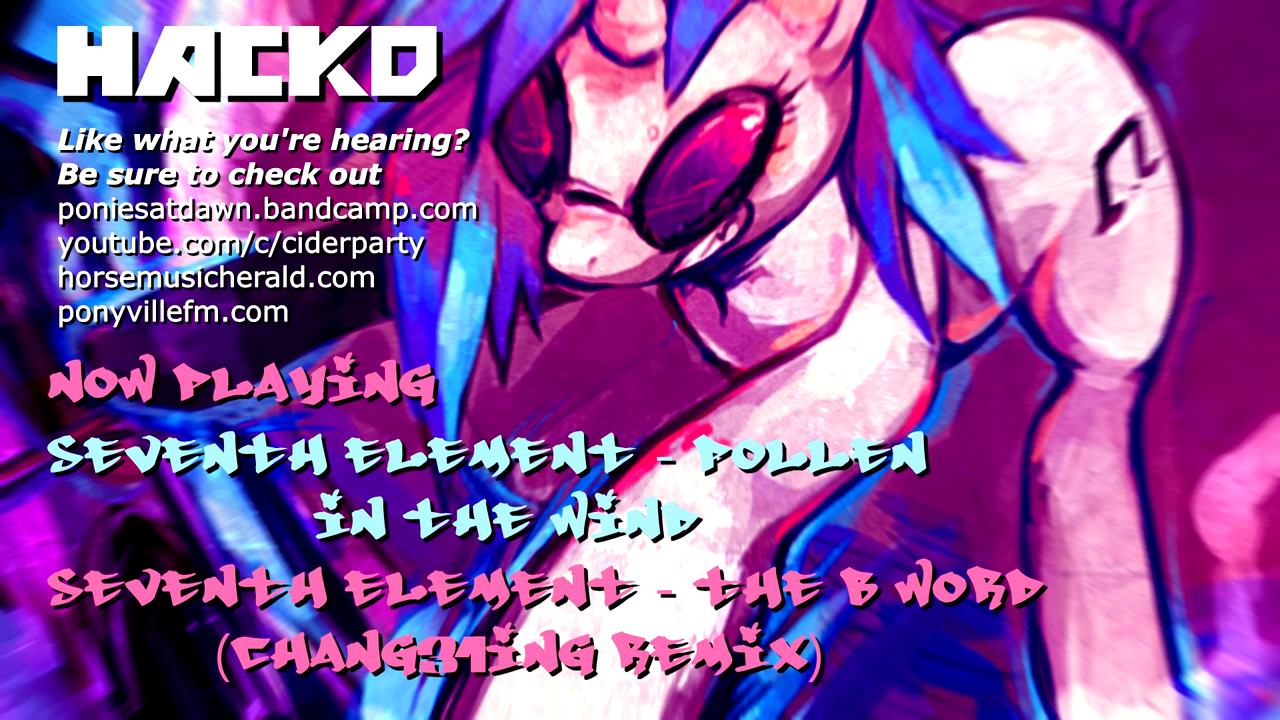 HACKD
Like what you're hearing?
Be sure to check out
poniesatdawn.bandcamp.com
youtube.com/c/ciderparty
horsemusicherald.com
ponyvillefm.com
NOW PLAYING
SEVENTH ELEMENT - POLLEN
IN THE WIND
SEVENTH ELEMENT - THE B WORD
(CHANG31ING REMIX)